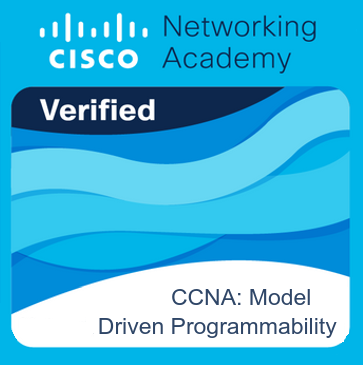 CISCO
Networking
Academy
Verified
CCNA: Model
Driven Programmability